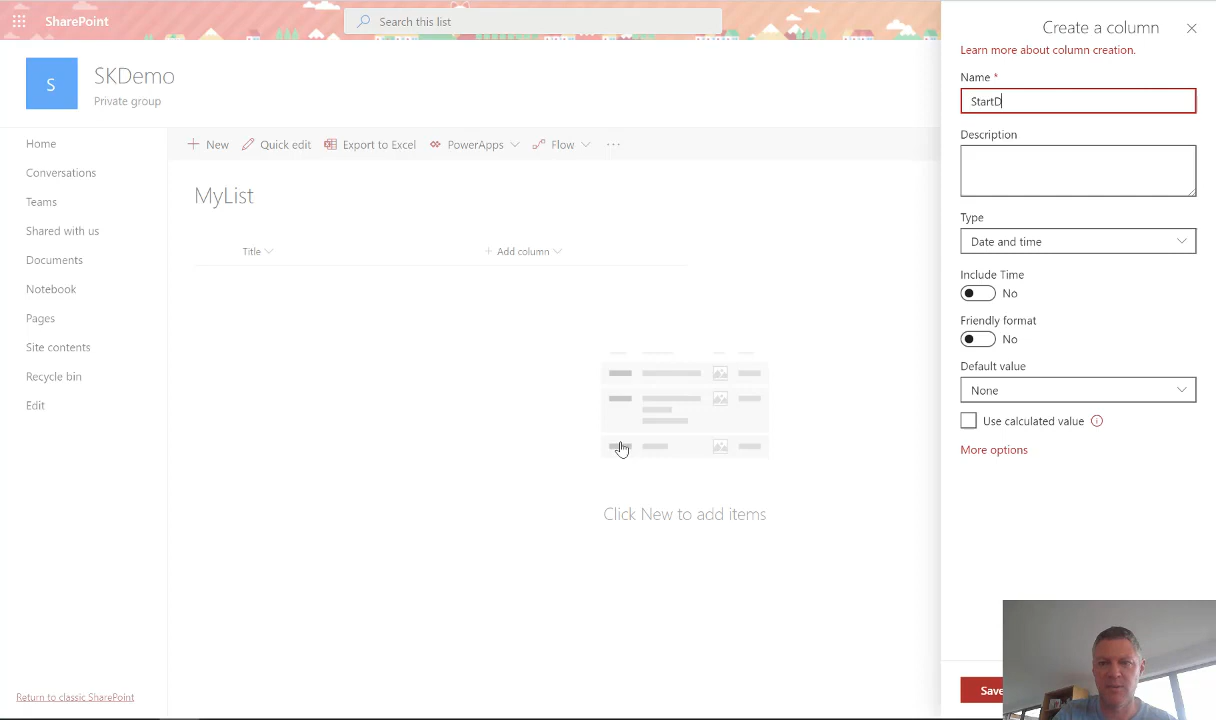 SharePoint
Search this list
S
SKDemo
Private group
Home
Conversations
Teams
Shared with us
Documents
Notebook
Pages
Site contents
Recycle bin
Edit
Return to classic SharePoint
+ New
Quick edit
Export to Excel
PowerApps
Flow
...
MyList
Title
+ Add column
Click New to add items
Create a column
Learn more about column creation.
Name *
StartD
Description
Type
Date and time
Include Time
No
Friendly format
No
Default value
None
Use calculated value
More options
Save